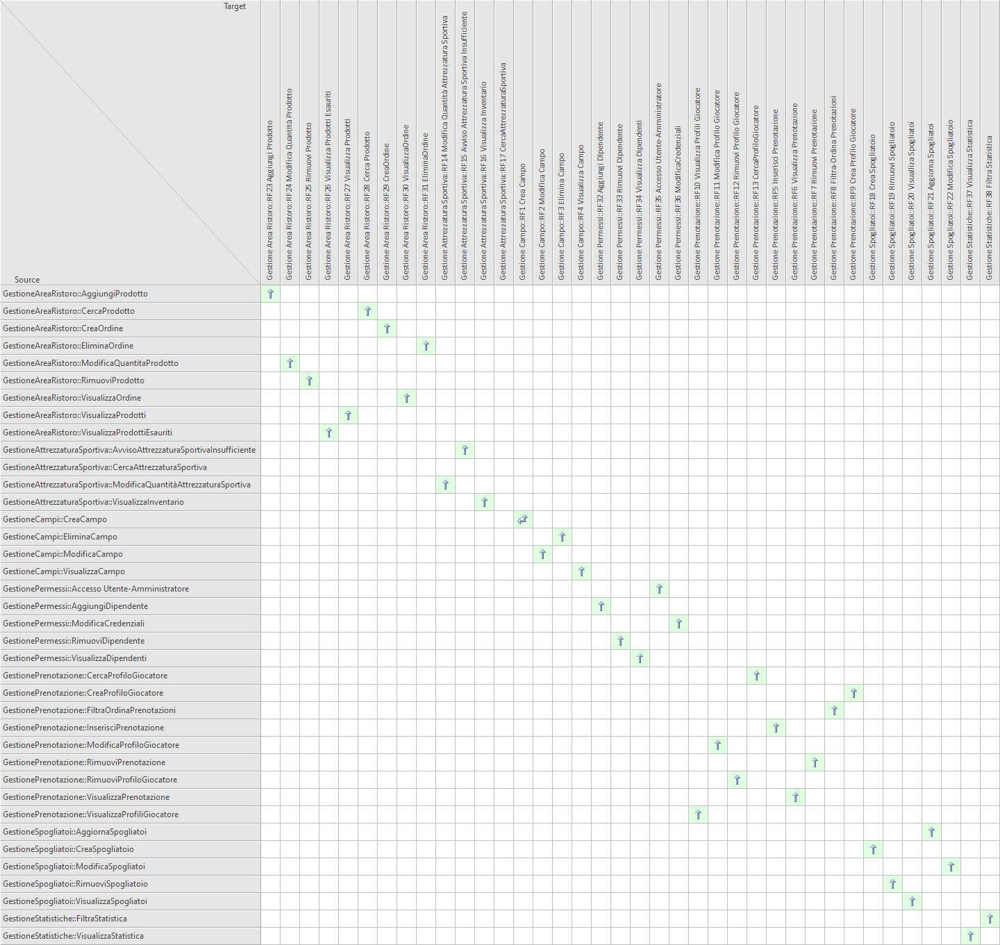 Target
Source
Gestione Area Ristoro::RF23 Aggiungi Prodotto
Gestione Area Ristoro::RF24 Modifica Quantità Prodotto
Gestione Area Ristoro::RF25 Rimuovi Prodotto
Gestione Area Ristoro::RF26 Visualizza Prodotti Esauriti
Gestione Area Ristoro::RF27 Visualizza Prodotti
Gestione Area Ristoro::RF28 Cerca Prodotto
Gestione Area Ristoro::RF29 CreaOrdine
Gestione Area Ristoro::RF30 VisualizzaOrdine
Gestione Area Ristoro::RF31 EliminaOrdine
Gestione Attrezzatura Sportiva::RF14 Modifica Quantità Attrezzatura Sportiva
Gestione Attrezzatura Sportiva::RF15 Avviso Attrezzatura Sportiva Insufficiente
Gestione Attrezzatura Sportiva::RF16 Visualizza Inventario
Gestione Attrezzatura Sportiva::RF17 CercaAttrezzaturaSportiva
Gestione Campo::RF1 Crea Campo
Gestione Campo::RF2 Modifica Campo
Gestione Campo::RF3 Elimina Campo
Gestione Campo::RF4 Visualizza Campo
Gestione Permessi::RF32 Aggiungi Dipendente
Gestione Permessi::RF33 Rimuovi Dipendente
Gestione Permessi::RF34 Visualizza Dipendenti
Gestione Permessi::RF35 Accesso Utente-Amministratore
Gestione Permessi::RF36 ModificaCredenziali
Gestione Prenotazione::RF10 Visualizza Profili Giocatore
Gestione Prenotazione::RF11 Modifica Profilo Giocatore
Gestione Prenotazione::RF12 Rimuovi Profilo Giocatore
Gestione Prenotazione::RF13 CercaProfiloGiocatore
Gestione Prenotazione::RF5 Inserisci Prenotazione
Gestione Prenotazione::RF6 Visualizza Prenotazione
Gestione Prenotazione::RF7 Rimuovi Prenotazione
Gestione Prenotazione::RF8 Filtra-Ordina Prenotazioni
Gestione Prenotazione::RF9 Crea Profilo Giocatore
Gestione Spogliatoi::RF18 Crea Spogliatoio
Gestione Spogliatoi::RF19 Rimuovi Spogliatoio
Gestione Spogliatoi::RF20 Visualliza Spogliatoi
Gestione Spogliatoi::RF21 Aggiorna Spogliatoi
Gestione Spogliatoi::RF22 Modifica Spogliatoio
Gestione Statistiche::RF37 Visualizza Statistica
Gestione Statistiche::RF38 Filtra Statistica
GestioneAreaRistoro::AggiungiProdotto
GestioneAreaRistoro::CercaProdotto
GestioneAreaRistoro::CreaOrdine
GestioneAreaRistoro::EliminaOrdine
GestioneAreaRistoro::ModificaQuantitaProdotto
GestioneAreaRistoro::RimuoviProdotto
GestioneAreaRistoro::VisualizzaOrdine
GestioneAreaRistoro::VisualizzaProdotti
GestioneAreaRistoro::VisualizzaProdottiEsauriti
GestioneAttrezzaturaSportiva::AvvisoAttrezzaturaSportivaInsufficiente
GestioneAttrezzaturaSportiva::CercaAttrezzaturaSportiva
GestioneAttrezzaturaSportiva::ModificaQuantitàAttrezzaturaSportiva
GestioneAttrezzaturaSportiva::VisualizzaInventario
GestioneCampi::CreaCampo
GestioneCampi::EliminaCampo
GestioneCampi::ModificaCampo
GestioneCampi::VisualizzaCampo
GestionePermessi::Accesso Utente-Amministratore
GestionePermessi::AggiungiDipendente
GestionePermessi::ModificaCredenziali
GestionePermessi::RimuoviDipendente
GestionePermessi::VisualizzaDipendenti
GestionePrenotazione::CercaProfiloGiocatore
GestionePrenotazione::CreaProfiloGiocatore
GestionePrenotazione::FiltraOrdinaPrenotazioni
GestionePrenotazione::InserisciPrenotazione
GestionePrenotazione::ModificaProfiloGiocatore
GestionePrenotazione::RimuoviPrenotazione
GestionePrenotazione::RimuoviProfiloGiocatore
GestionePrenotazione::VisualizzaPrenotazione
GestionePrenotazione::VisualizzaProfiliGiocatore
GestioneSpogliatoi::AggiornaSpogliatoi
GestioneSpogliatoi::CreaSpogliatoio
GestioneSpogliatoi::ModificaSpogliatoi
GestioneSpogliatoi::RimuoviSpogliatoio
GestioneSpogliatoi::VisualizzaSpogliatoi
GestioneStatistiche::FiltraStatistica
GestioneStatistiche::VisualizzaStatistica